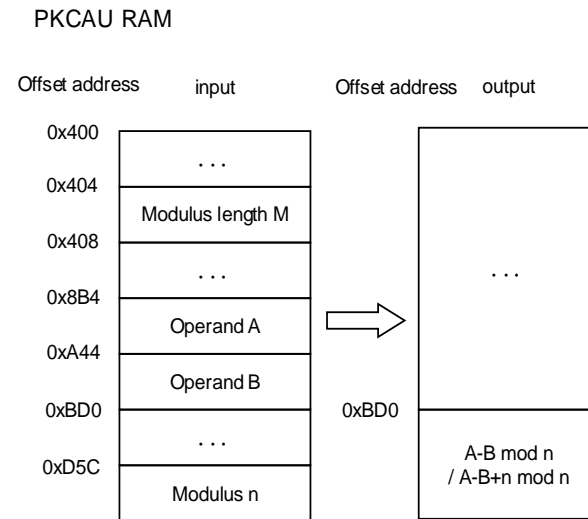 PKCAU RAM
Offset address input Offset address output
0x400
. . .
0x404
Modulus length M
0x408
. . .
0x8B4
Operand A
0xA44
Operand B
0xBD0
. . .
0xD5C
Modulus n
. . .
0xBD0
A-B mod n
/ A-B+n mod n